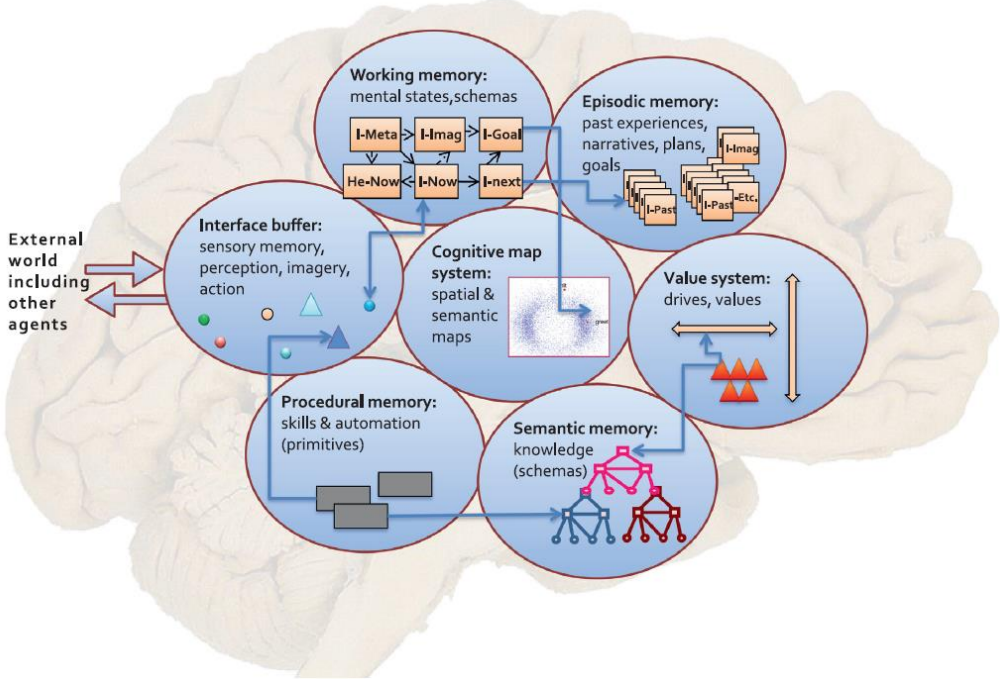 Working memory:
mental states,schemas
I-Meta
I-Imag
I-Goal
He-Now
I-Now
I-next
Episodic memory:
past experiences,
narratives, plans,
goals
I-Imag
I-Past
I-Past
-Etc.
Interface buffer:
sensory memory,
perception, imagery,
action
External
world
including
other
agents
Cognitive map
system:
spatial &
semantic
maps
Value system:
drives, values
Procedural memory:
skills & automation
(primitives)
Semantic memory:
knowledge
(schemas)